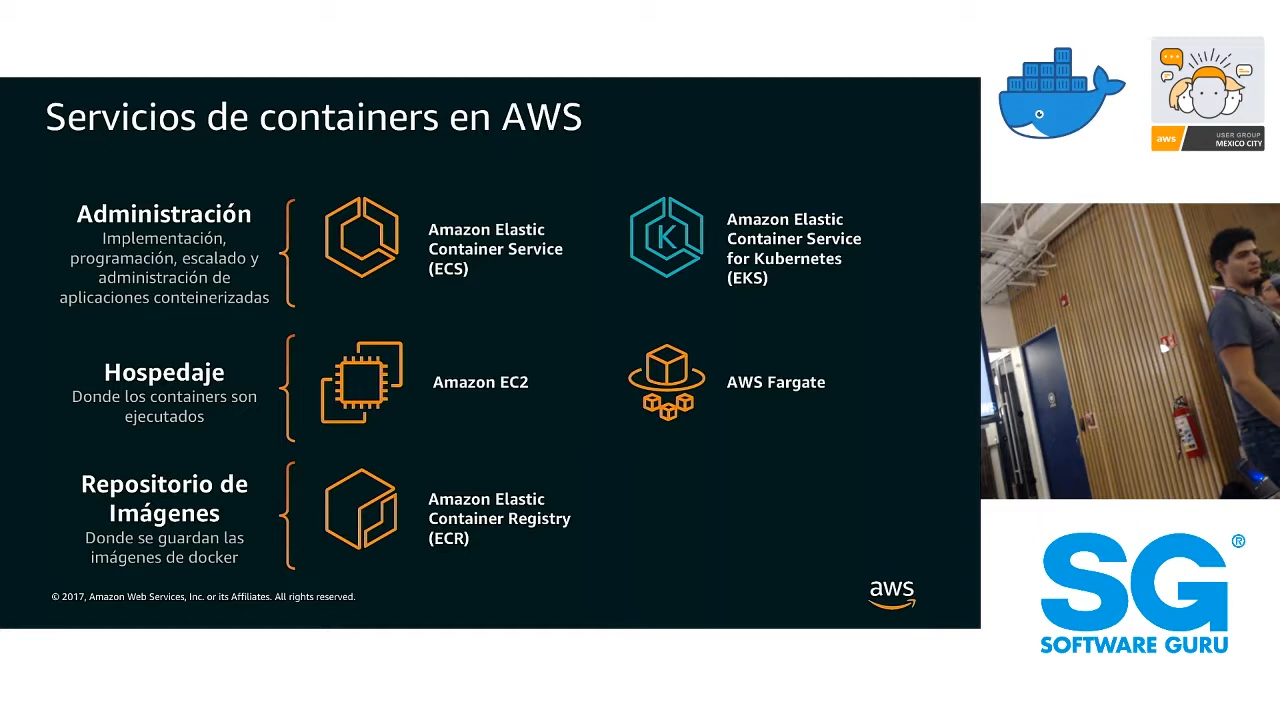 Servicios de containers en AWS
Administración
Implementación,
programación, escalado y
administración de
aplicaciones conteinerizadas
Amazon Elastic
Container Service
(ECS)
K
Amazon Elastic
Container Service
for Kubernetes
(EKS)
Hospedaje
Donde los containers son
ejecutados
Amazon EC2
AWS Fargate
Repositorio de
Imágenes
Donde se guardan las
imágenes de docker
Amazon Elastic
Container Registry
(ECR)
© 2017, Amazon Web Services, Inc. or its Affiliates. All rights reserved.
aws
aws
USER GROUP
MEXICO CITY
SG®
SOFTWARE GURU